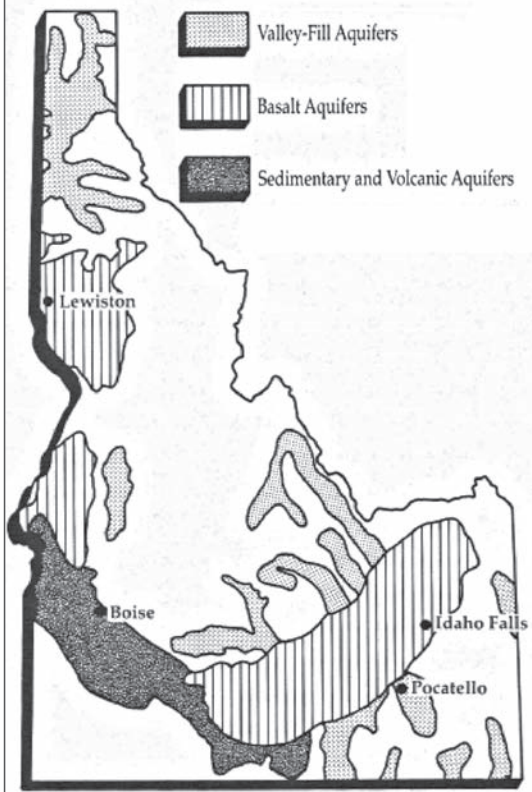 Valley-Fill Aquifers
Basalt Aquifers
Sedimentary and Volcanic Aquifers
Lewiston
Boise
Idaho Falls
Pocatello